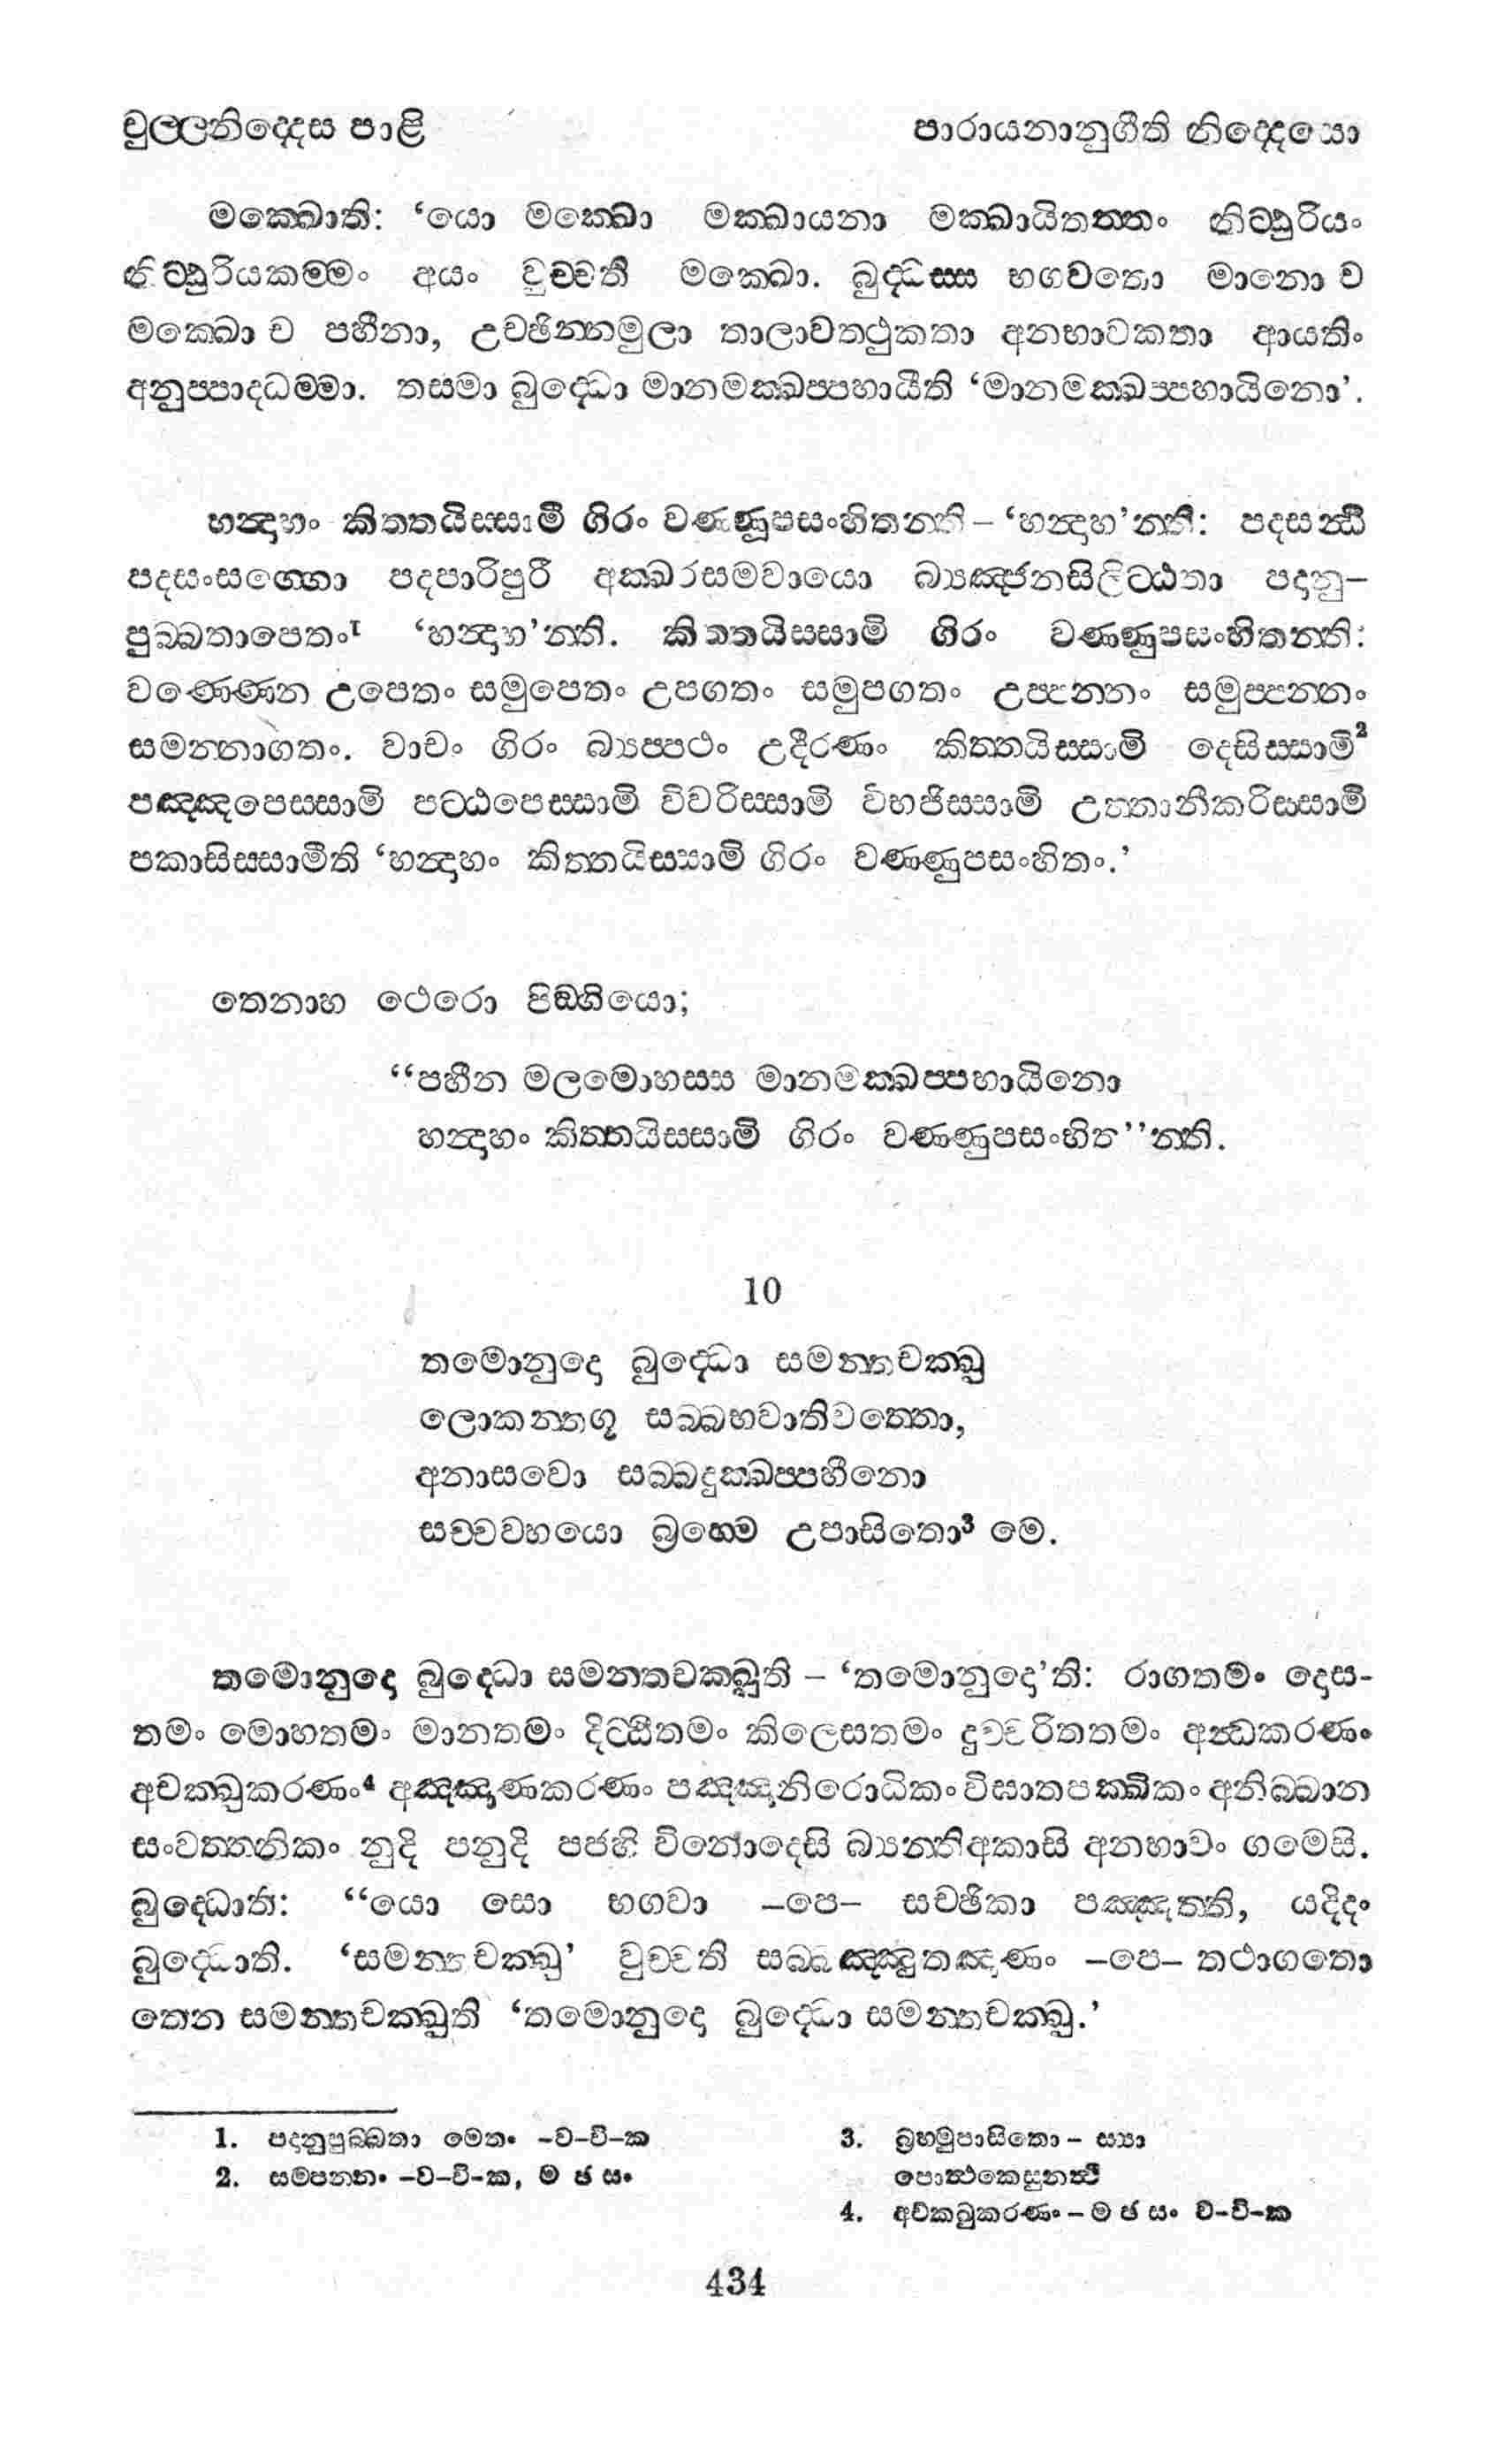 චුල්ලනිද්දෙස පාළි
පාරායනානුගීති නිද්දෙසො
මක්ඛොති: ‘යො මක්ඛො මක්ඛායනා මක්ඛායිතත්තං නිට්ඨුරියං
නිට්ඨුරියකම්මං අයං වුච්චති මක්ඛො. බුද්ධස්ස භගවතො මානො ච
මක්ඛො ච පහීනා, උච්ඡින්නමුලා තාලාවත්ථුකතා අනභාවකතා ආයතිං
අනුප්පාදධම්මා. තස්මා බුද්ධො මානමක්ඛප්පහායීති ‘මානමක්ඛප්පහායිනො’.
හන්දාහං කිත්තයිස්සාමි ගිරං වණ්ණූපසංහිතන්ති – ‘හන්දාහ’න්ති: පදසන්ධි
පදසංසග්ගො පදපාරිපුරී අක්ඛරසමවායො බ්‍යඤ්ජනසිලිට්ඨතා පදානු–
පුබ්බතාපෙතං¹ ‘හන්දාහ’න්ති. කිත්තයිස්සාමි ගිරං වණ්ණුපසංහිතන්ති:
වණ්ණෙන උපෙතං සමුපෙතං උපගතං සමුපගතං උප්පන්නං සමුප්පන්නං
සමන්නාගතං. වාචං ගිරං බ්‍යප්පථං උදීරණං කිත්තයිස්සාමි දෙසිස්සාමි²
පඤ්ඤපෙස්සාමි පට්ඨපෙස්සාමි විවරිස්සාමි විභජිස්සාමි උත්තානීකරිස්සාමි
පකාසිස්සාමීති ‘හන්දාහං කිත්තයිස්සාමි ගිරං වණ්ණුපසංහිතං.’
තෙනාහ ථෙරො පිඞ්ගියො;
“පහීන මලමොහස්ස මානමක්ඛප්පහායිනො
හන්දාහං කිත්තයිස්සාමි ගිරං වණ්ණුපසංහිත”න්ති.
10
තමොනුදො බුද්ධො සමන්තචක්ඛු
ලොකන්තගූ සබ්බභවාතිවත්තො,
අනාසවො සබ්බදුක්ඛප්පහීනො
සච්චව්හයො බ්‍රහ්මෙ උපාසිතො³ මෙ.
තමොනුදො බුද්ධො සමන්තචක්ඛූති – ‘තමොනුදො’ති: රාගතමං දොස-
තමං මොහතමං මානතමං දිට්ඨිතමං කිලෙසතමං දුච්චරිතතමං අන්ධකරණං
අචක්ඛුකරණං⁴ අඤ්ඤාණකරණං පඤ්ඤානිරොධිකං විඝාතපක්ඛිකං අනිබ්බාන
සංවත්තනිකං නුදි පනුදි පජහි විනොදෙසි බ්‍යන්තිඅකාසි අනභාවං ගමෙසි.
බුද්ධොති: “යො සො භගවා –පෙ– සච්ඡිකා පඤ්ඤත්ති, යදිදං
බුද්ධොති. ‘සමන්තචක්ඛු’ වුච්චති සබ්බඤ්ඤුතඤාණං –පෙ– තථාගතො
තෙන සමන්තචක්ඛුති ‘තමොනුදො බුද්ධො සමන්තචක්ඛු.’
1. පදානුපුබ්බතා මෙතං -ව-වි-ක
2. සම්පන්නං -ව-වි-ක, ම ඡ සං
3. බ්‍රහ්මුපාසිතො – ස්‍යා
පොත්ථකෙසුනත්ථි
4. අච්ක්ඛුකරණං – ම ඡ සං ව-වි-ක
434